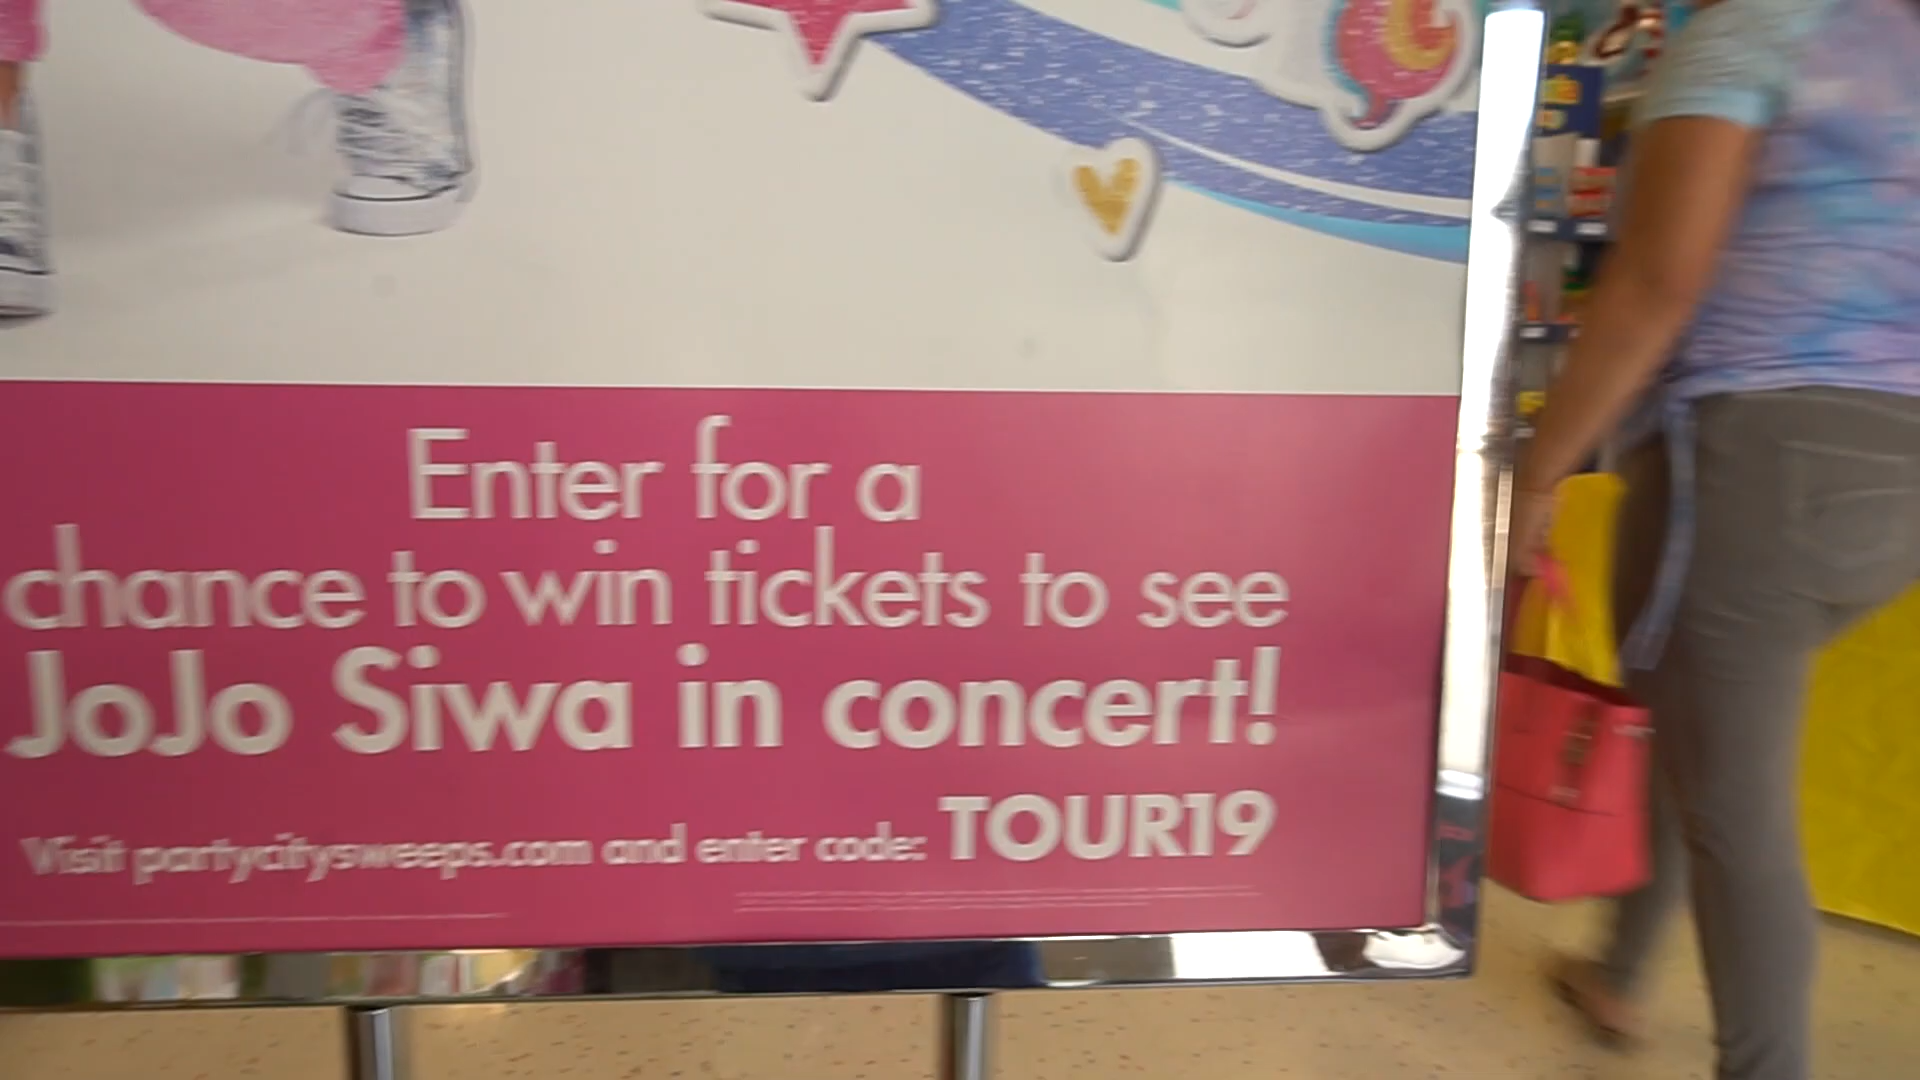 Enter for a
chance to win tickets to see
JoJo Siwa in concert!
Visit partycitysweeps.com and enter code: TOUR19